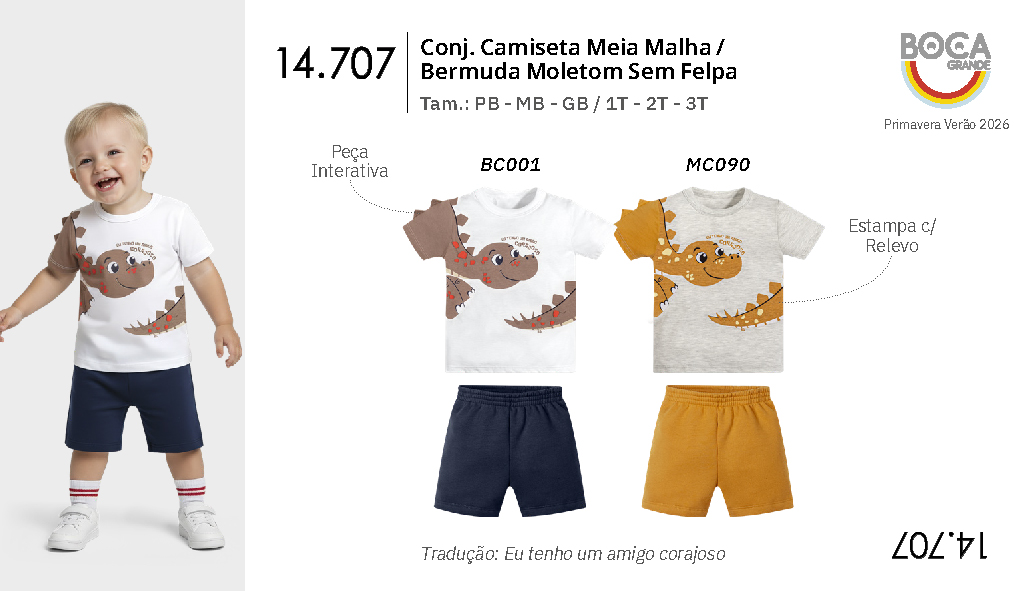 14.707
Conj. Camiseta Meia Malha /
Bermuda Moletom Sem Felpa
Tam.: PB - MB - GB / 1T - 2T - 3T
BOCA
GRANDE
Primavera Verão 2026
Peça
Interativa
BC001
MC090
Estampa c/
Relevo
Tradução: Eu tenho um amigo corajoso
14.707